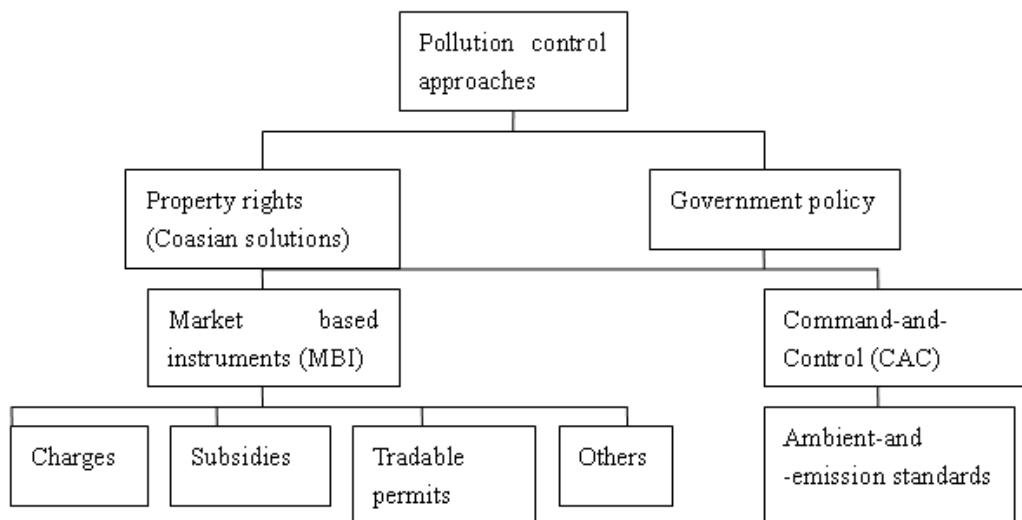 Pollution control
approaches
Property rights
(Coasian solutions)
Government policy
Market based
instruments (MBI)
Command-and-
Control (CAC)
Charges
Subsidies
Tradable
permits
Others
Ambient-and
-emission standards